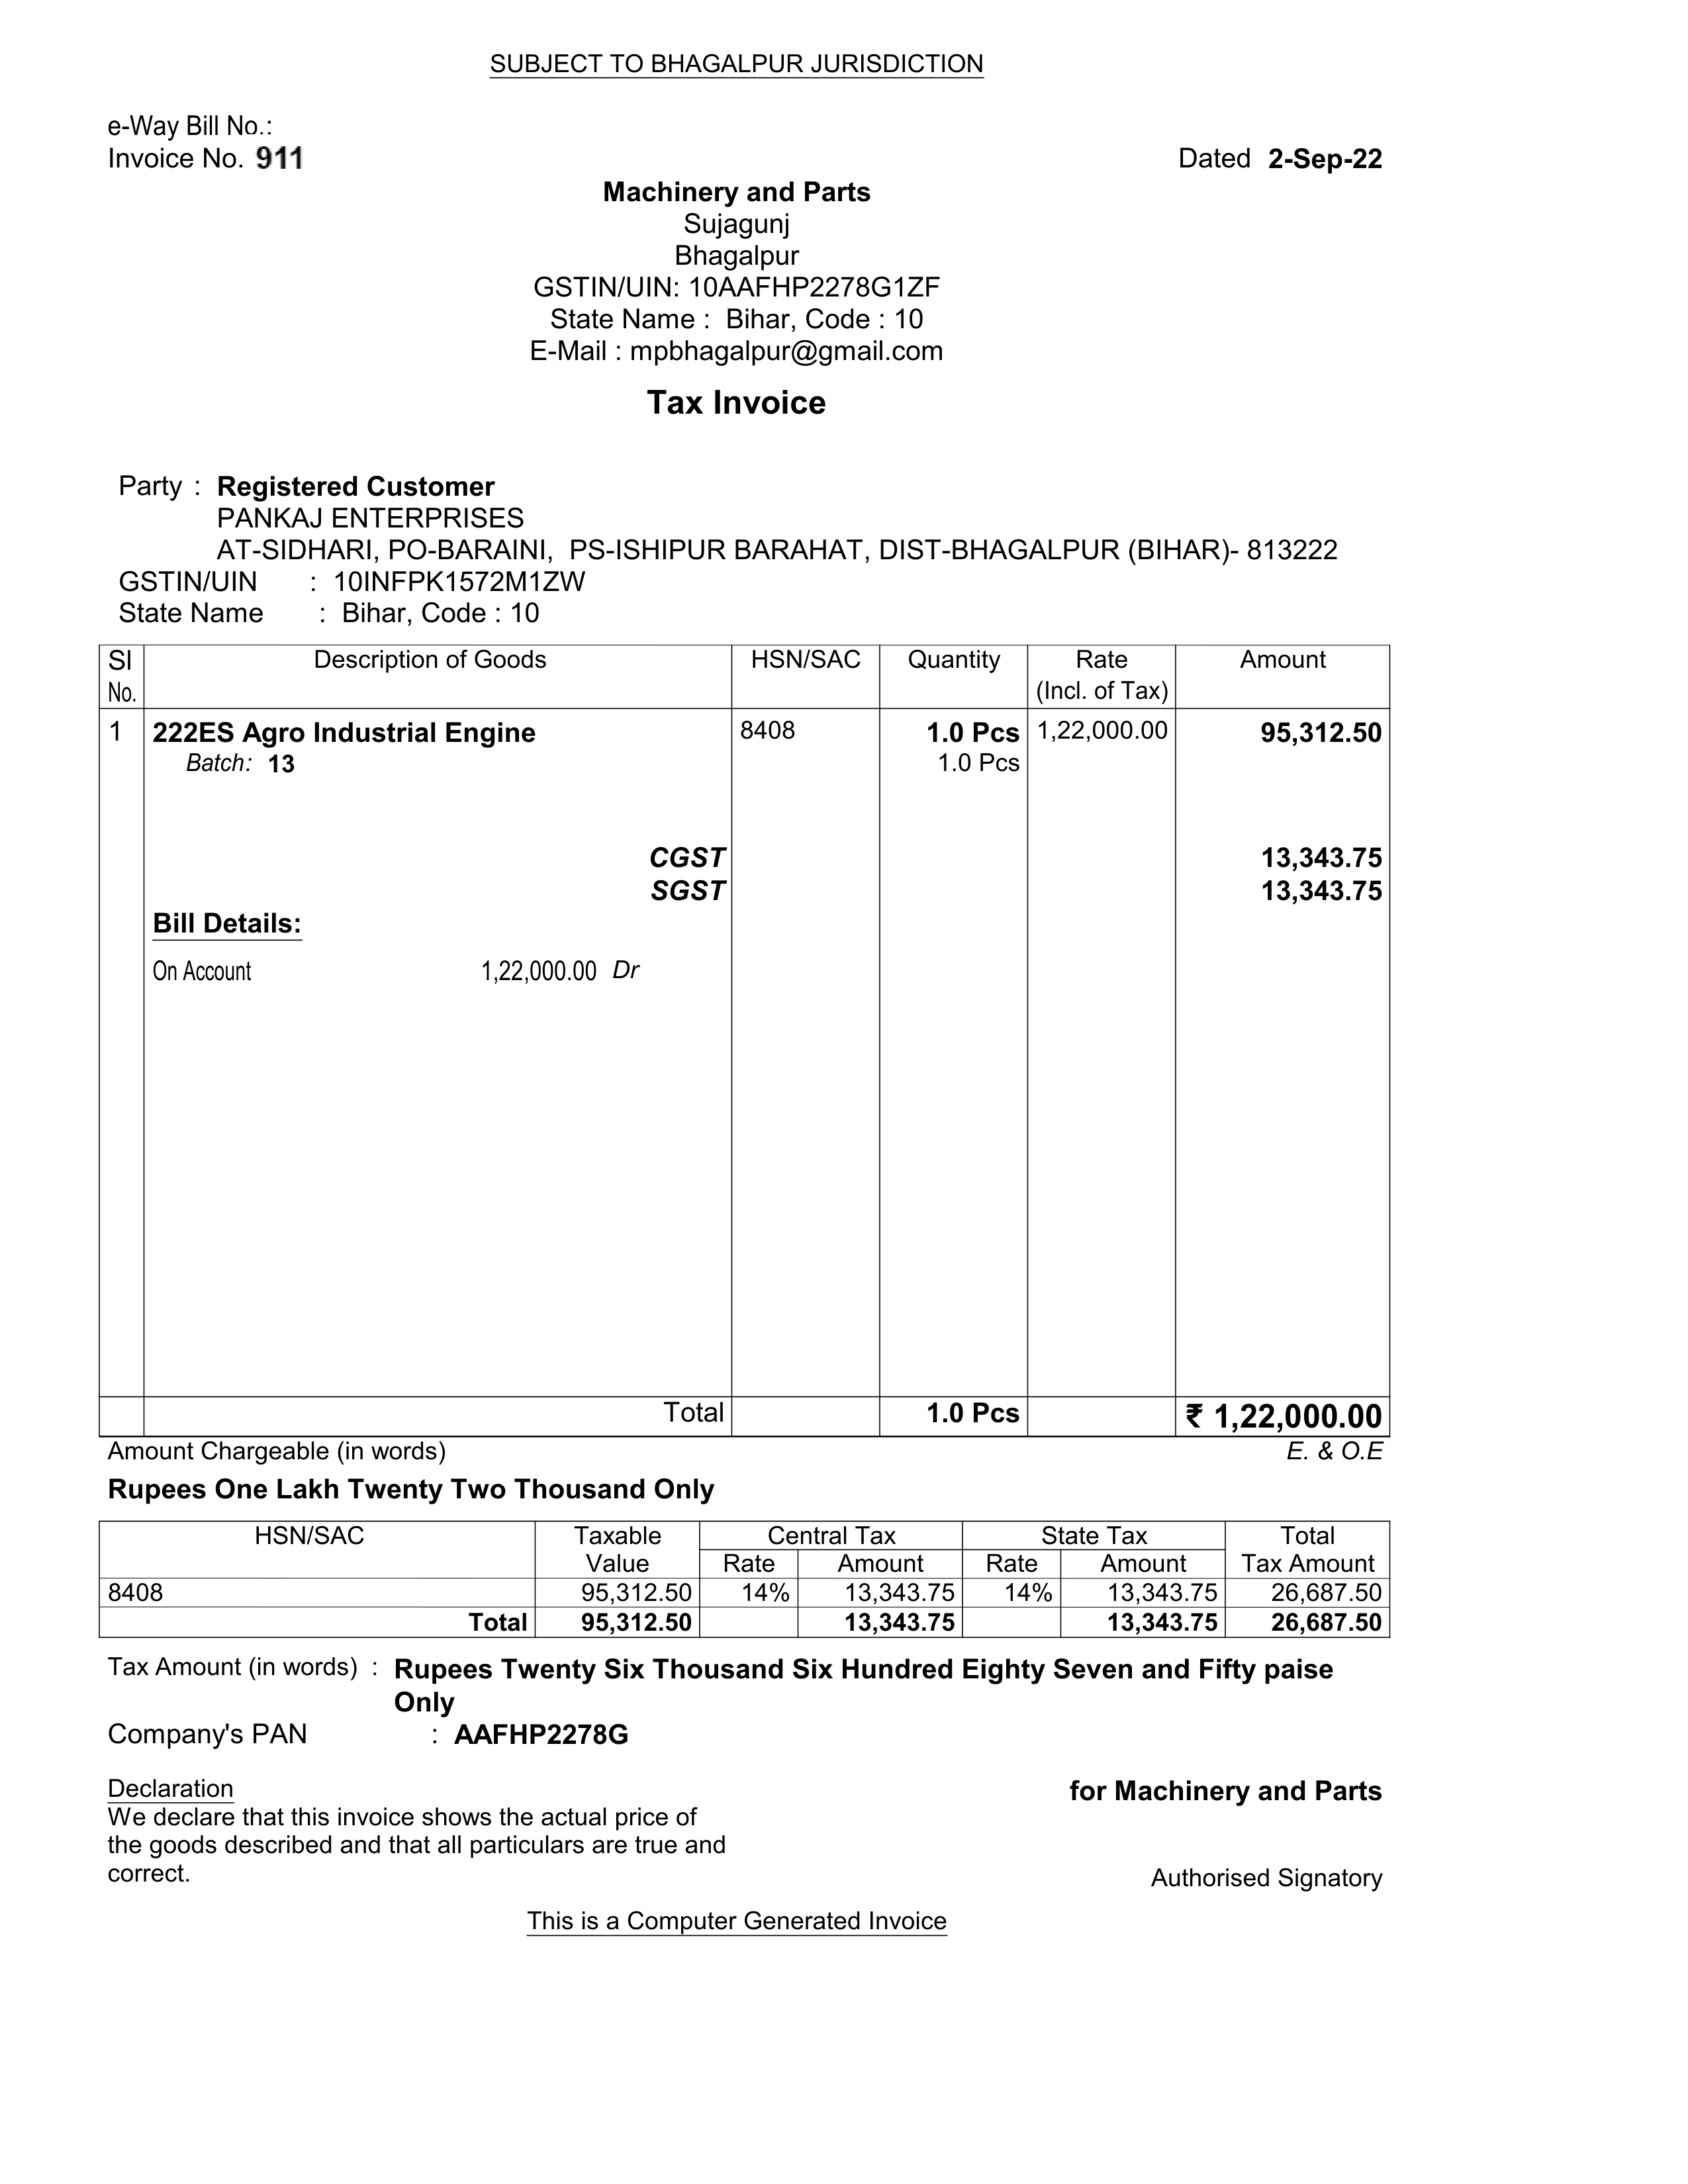 SUBJECT TO BHAGALPUR JURISDICTION
e-Way Bill No.:
Invoice No. 911 Dated 2-Sep-22
Machinery and Parts
Sujagunj
Bhagalpur
GSTIN/UIN: 10AAFHP2278G1ZF
State Name : Bihar, Code : 10
E-Mail : mpbhagalpur@gmail.com
Tax Invoice
Party : Registered Customer
PANKAJ ENTERPRISES
AT-SIDHARI, PO-BARAINI, PS-ISHIPUR BARAHAT, DIST-BHAGALPUR (BIHAR)- 813222
GSTIN/UIN : 10INFPK1572M1ZW
State Name : Bihar, Code : 10
Sl Description of Goods HSN/SAC Quantity Rate Amount
No. (Incl. of Tax)
1 222ES Agro Industrial Engine 8408 1.0 Pcs 1,22,000.00 95,312.50
Batch: 13 1.0 Pcs
CGST 13,343.75
SGST 13,343.75
Bill Details:
On Account 1,22,000.00 Dr
Total 1.0 Pcs ₹ 1,22,000.00
Amount Chargeable (in words) E. & O.E
Rupees One Lakh Twenty Two Thousand Only
HSN/SAC Taxable Central Tax State Tax Total
Value Rate Amount Rate Amount Tax Amount
8408 95,312.50 14% 13,343.75 14% 13,343.75 26,687.50
Total 95,312.50 13,343.75 13,343.75 26,687.50
Tax Amount (in words) : Rupees Twenty Six Thousand Six Hundred Eighty Seven and Fifty paise
Only
Company's PAN : AAFHP2278G
Declaration for Machinery and Parts
We declare that this invoice shows the actual price of
the goods described and that all particulars are true and
correct. Authorised Signatory
This is a Computer Generated Invoice